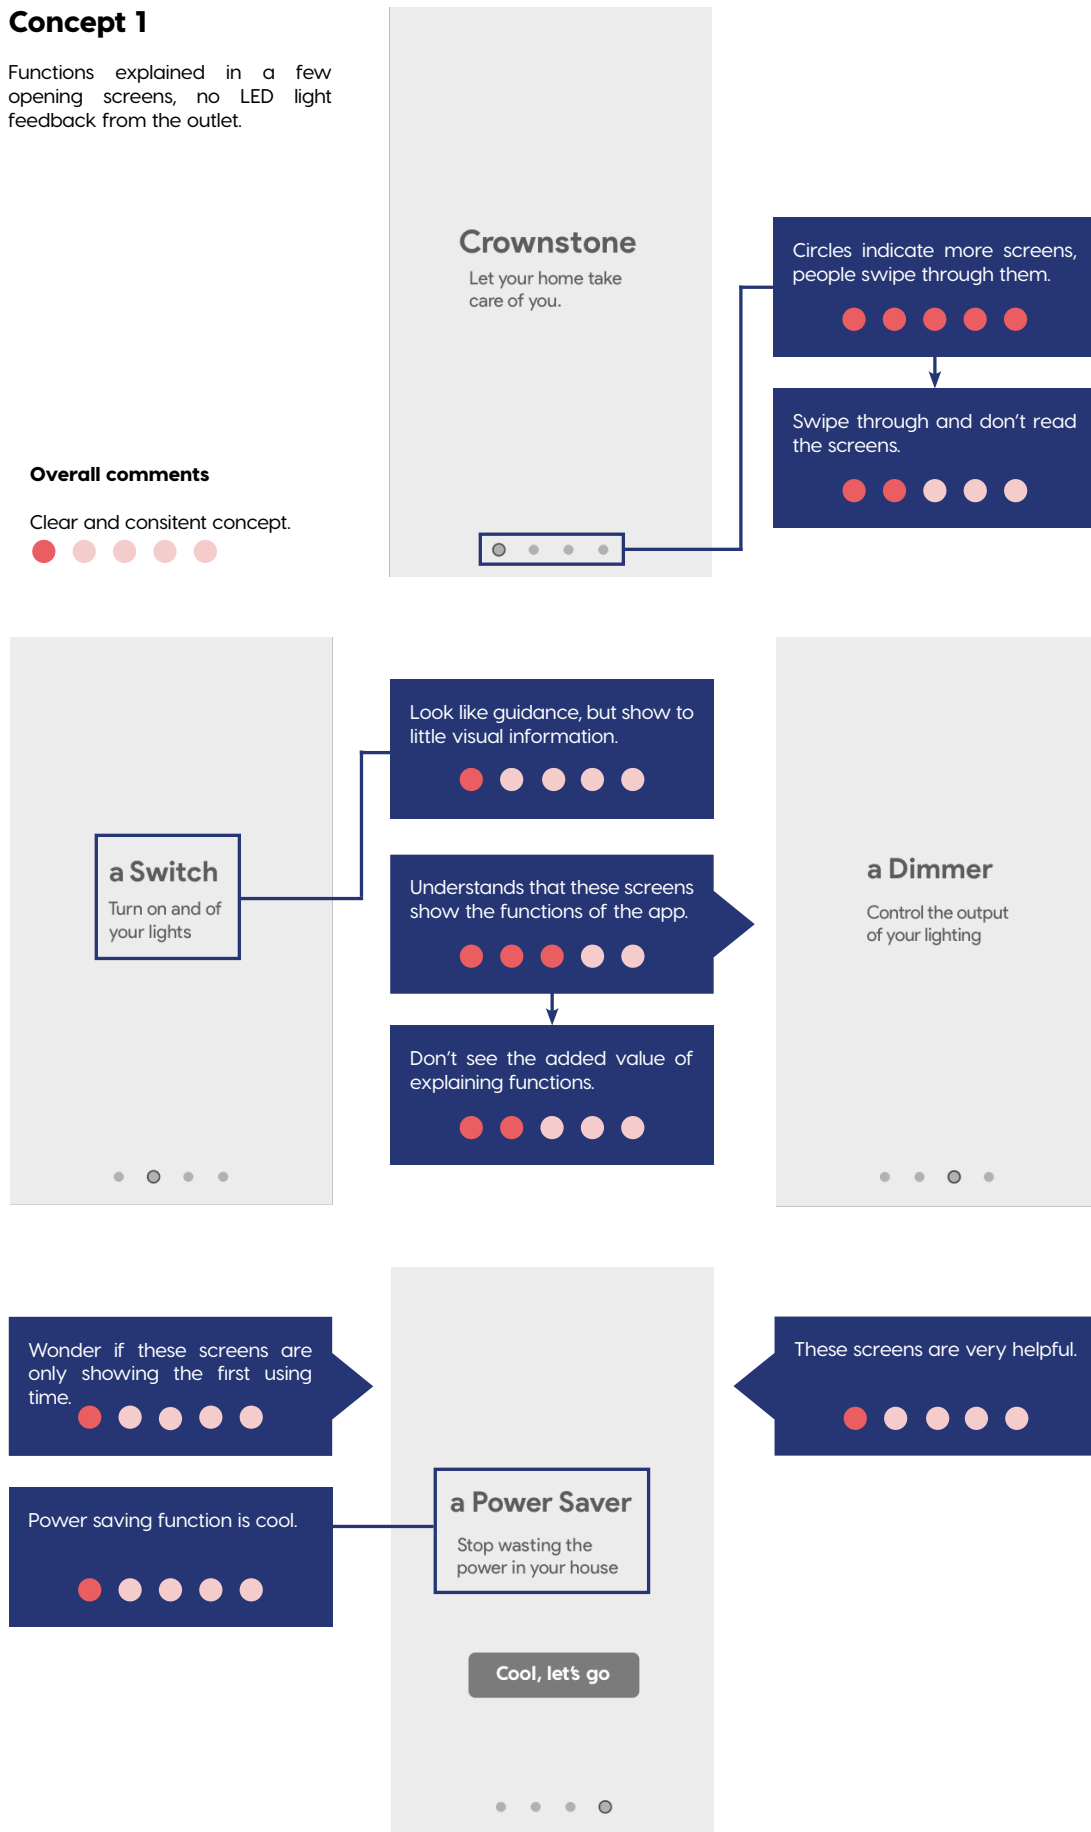 Concept 1
Functions explained in a few
opening screens, no LED light
feedback from the outlet.
Crownstone
Let your home take
care of you.
Circles indicate more screens,
people swipe through them.
Swipe through and don't read
the screens.
Overall comments
Clear and consitent concept.
Look like guidance, but show to
little visual information.
a Switch
Turn on and of
your lights
Understands that these screens
show the functions of the app.
a Dimmer
Control the output
of your lighting
Don't see the added value of
explaining functions.
Wonder if these screens are
only showing the first using
time.
These screens are very helpful.
Power saving function is cool.
a Power Saver
Stop wasting the
power in your house
Cool, let's go